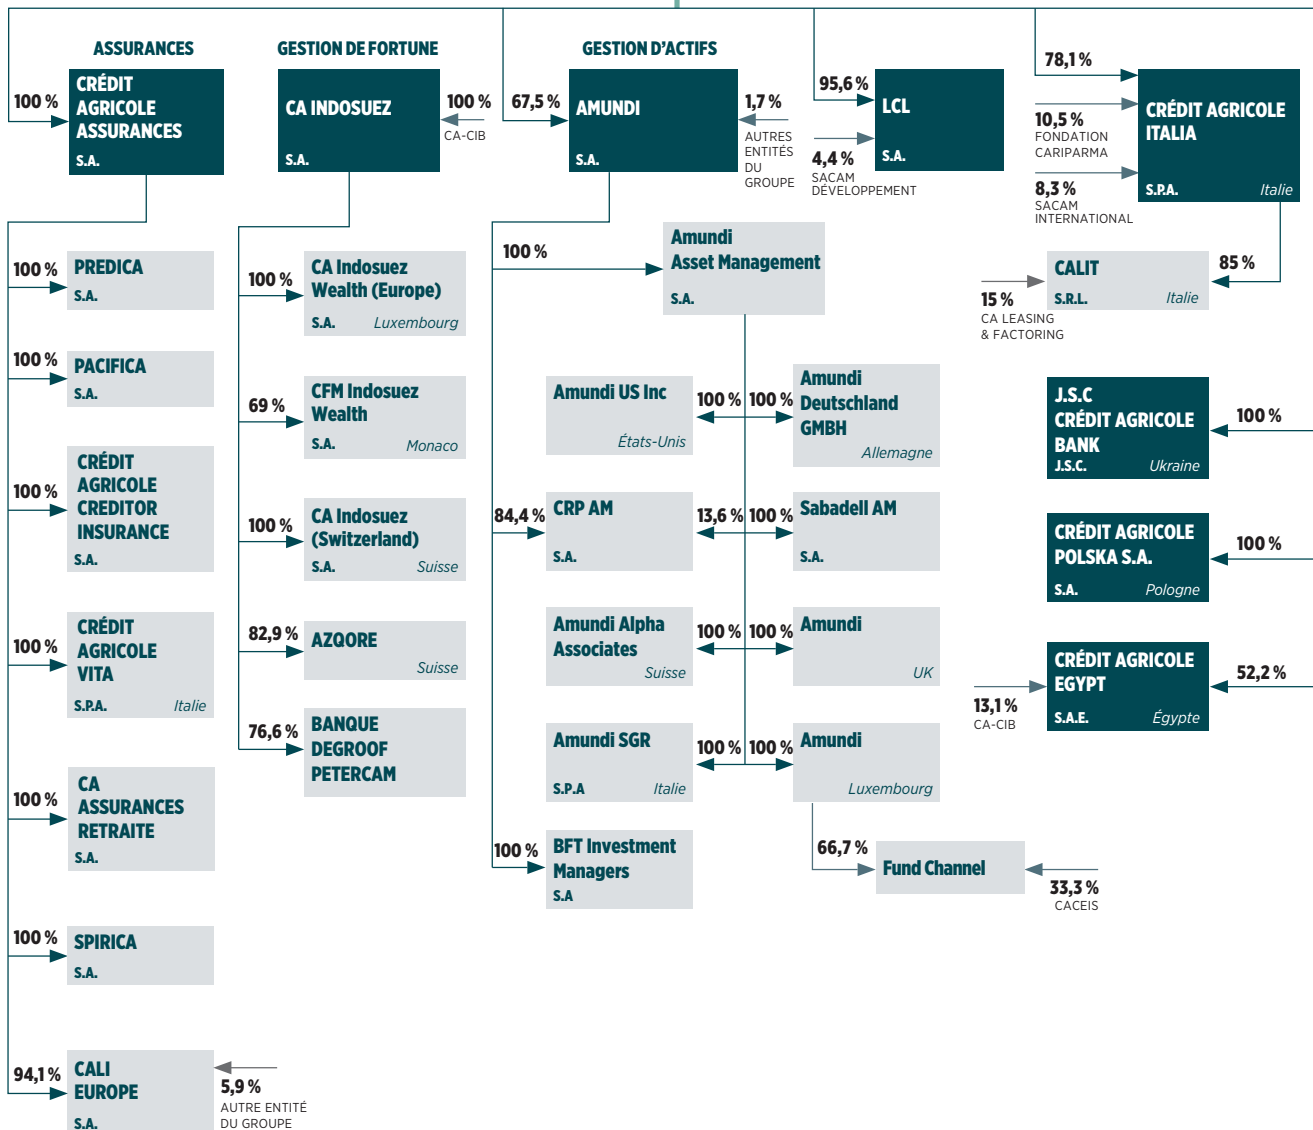 ASSURANCES
100 %
CRÉDIT
AGRICOLE
ASSURANCES
S.A.
100 %
PREDICA
S.A.
100 %
PACIFICA
S.A.
100 %
CRÉDIT
AGRICOLE
CREDITOR
INSURANCE
S.A.
100 %
CRÉDIT
AGRICOLE
VITA
S.P.A. Italie
100 %
CA
ASSURANCES
RETRAITE
S.A.
100 %
SPIRICA
S.A.
94,1 %
CALI
EUROPE
S.A.
5,9 %
AUTRE ENTITÉ
DU GROUPE
GESTION DE FORTUNE
CA INDOSUEZ
S.A.
100 %
CA-CIB
100 %
CA Indosuez
Wealth (Europe)
S.A. Luxembourg
69 %
CFM Indosuez
Wealth
S.A. Monaco
100 %
CA Indosuez
(Switzerland)
S.A. Suisse
82,9 %
AZQORE
Suisse
76,6 %
BANQUE
DEGROOF
PETERCAM
GESTION D'ACTIFS
67,5 %
AMUNDI
S.A.
1,7 %
AUTRES
ENTITÉS
DU
GROUPE
100 %
Amundi
Asset Management
S.A.
Amundi US Inc
États-Unis
100 %
100 %
Amundi
Deutschland
GMBH
Allemagne
84,4 %
CRP AM
S.A.
13,6 %
100 %
Sabadell AM
S.A.
Amundi Alpha
Associates
Suisse
100 %
100 %
Amundi
UK
Amundi SGR
S.P.A Italie
100 %
100 %
Amundi
Luxembourg
100 %
BFT Investment
Managers
S.A
66,7 %
Fund Channel
33,3 %
CACEIS
95,6 %
LCL
S.A.
4,4 %
SACAM
DÉVELOPPEMENT
78,1 %
CRÉDIT AGRICOLE
ITALIA
S.P.A. Italie
10,5 %
FONDATION
CARIPARMA
8,3 %
SACAM
INTERNATIONAL
CALIT
S.R.L. Italie
85 %
15 %
CA LEASING
& FACTORING
J.S.C
CRÉDIT AGRICOLE
BANK
J.S.C. Ukraine
100 %
CRÉDIT AGRICOLE
POLSKA S.A.
S.A. Pologne
100 %
CRÉDIT AGRICOLE
EGYPT
S.A.E. Égypte
52,2 %
13,1 %
CA-CIB